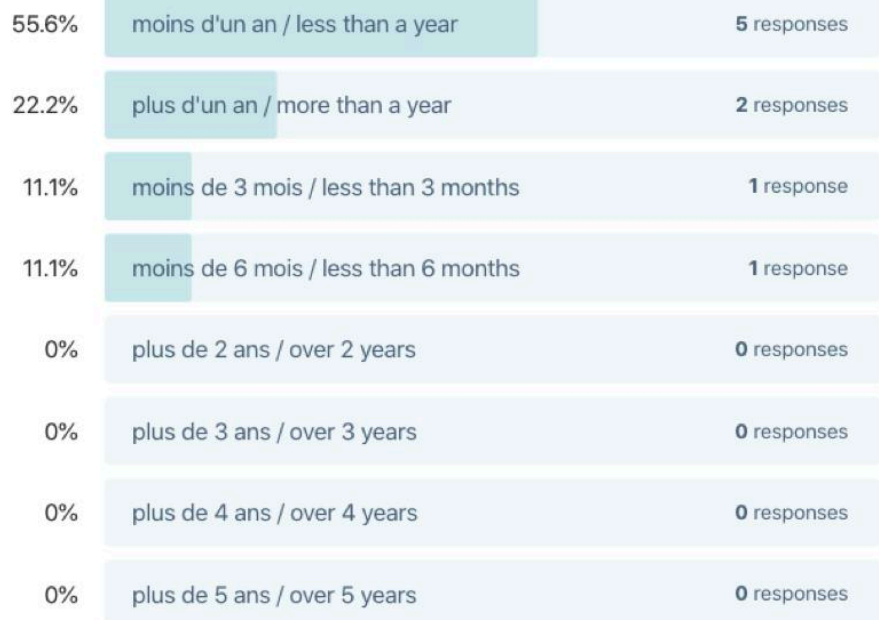 55.6% moins d'un an / less than a year 5 responses
22.2% plus d'un an / more than a year 2 responses
11.1% moins de 3 mois / less than 3 months 1 response
11.1% moins de 6 mois / less than 6 months 1 response
0% plus de 2 ans / over 2 years 0 responses
0% plus de 3 ans / over 3 years 0 responses
0% plus de 4 ans / over 4 years 0 responses
0% plus de 5 ans / over 5 years 0 responses